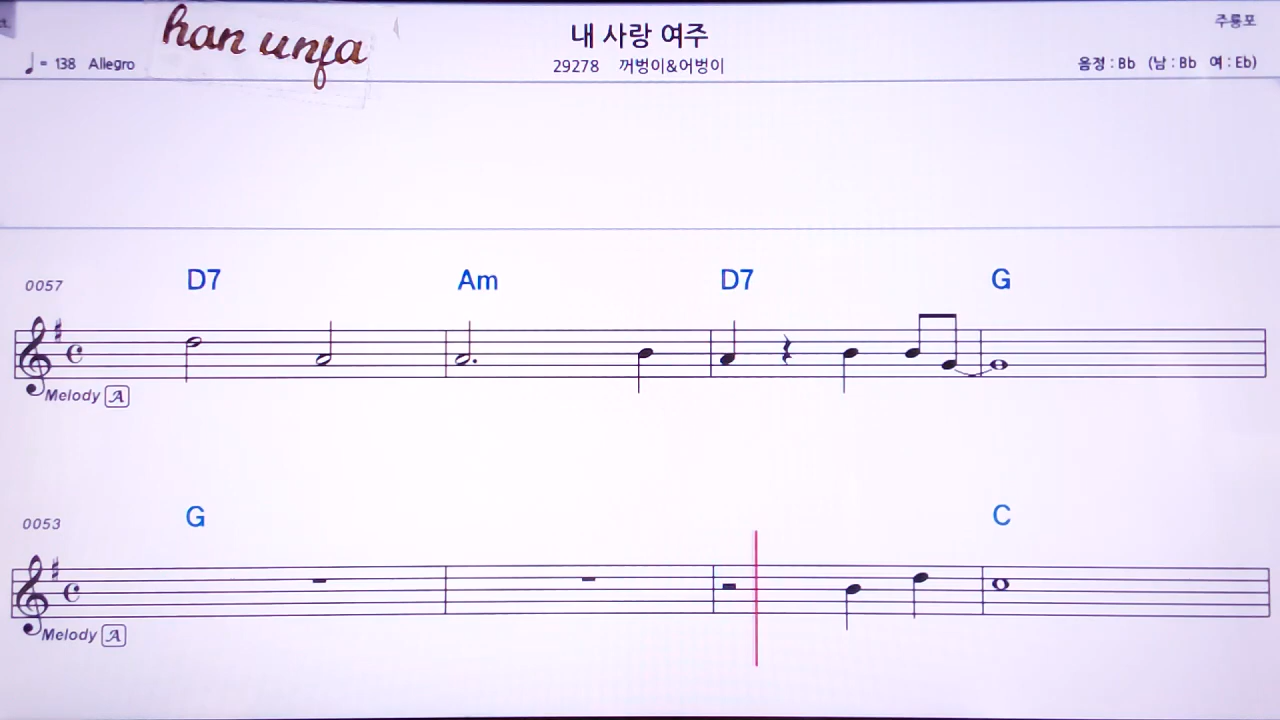 han unfa
내 사랑 여주
주룡포
♩= 138 Allegro
29278 꺼벙이&어벙이
음정 : Bb (남 : Bb 여 : Eb)
0057 D7 Am D7 G
Melody A
0053 G C
Melody A